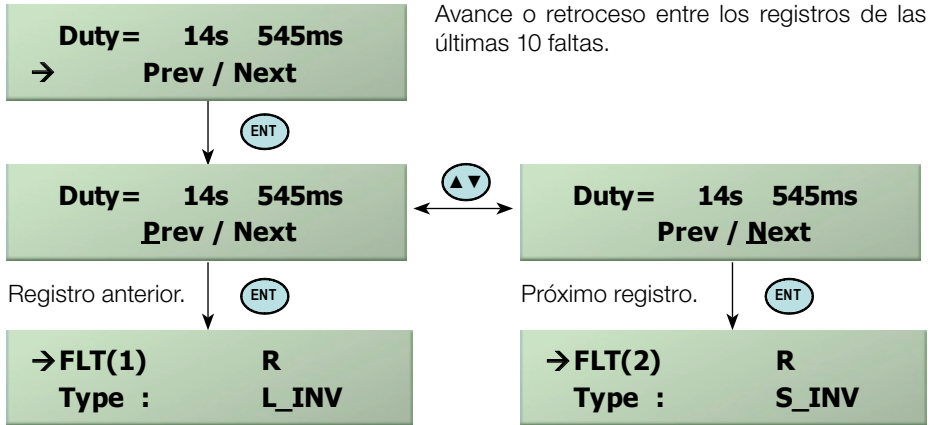 Duty= 14s 545ms
→ Prev / Next
Avance o retroceso entre los registros de las
últimas 10 faltas.
ENT
Duty= 14s 545ms
Prev / Next
▲▼
Duty= 14s 545ms
Prev / Next
Registro anterior.
ENT
Próximo registro.
ENT
→FLT(1) R
Type : L_INV
→FLT(2) R
Type : S_INV